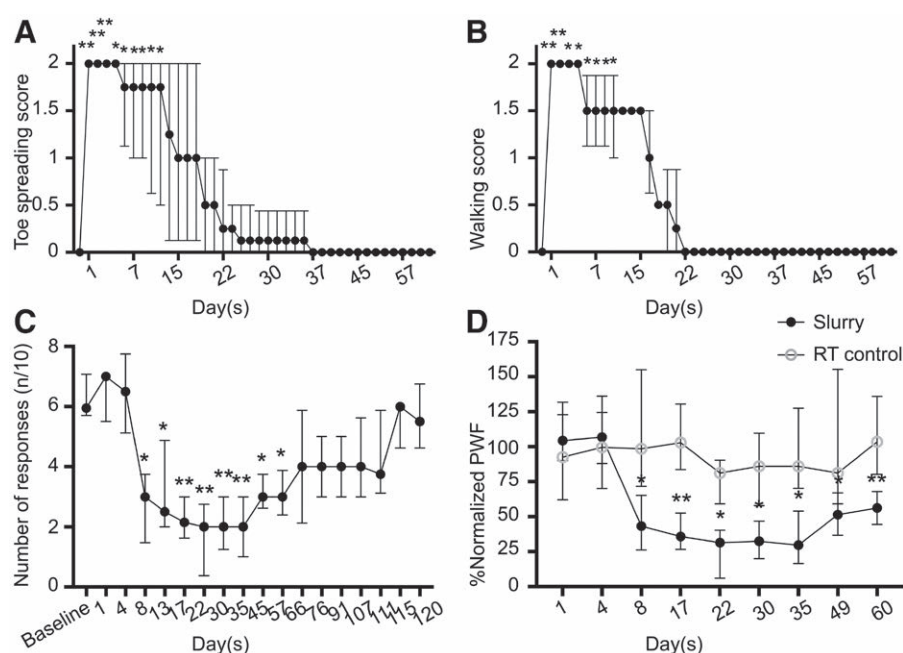 A
** ** ** * * ** ** **
2
1.5
1
0.5
0
Toe spreading score
1 7 15 22 30 37 45 57
Day(s)
B
** ** ** * ** **
2
1.5
1
0.5
0
Walking score
1 7 15 22 30 37 45 57
Day(s)
C
8
6
4
2
0
Number of responses (n/10)
* * ** ** ** ** * *
Baseline 1 4 8 13 17 22 30 35 45 57 66 76 91 107 111 115 120
Day(s)
D
Slurry
RT control
175
150
125
100
75
50
25
0
%Normalized PWF
* ** * * * * **
1 4 8 17 22 30 35 49 60
Day(s)